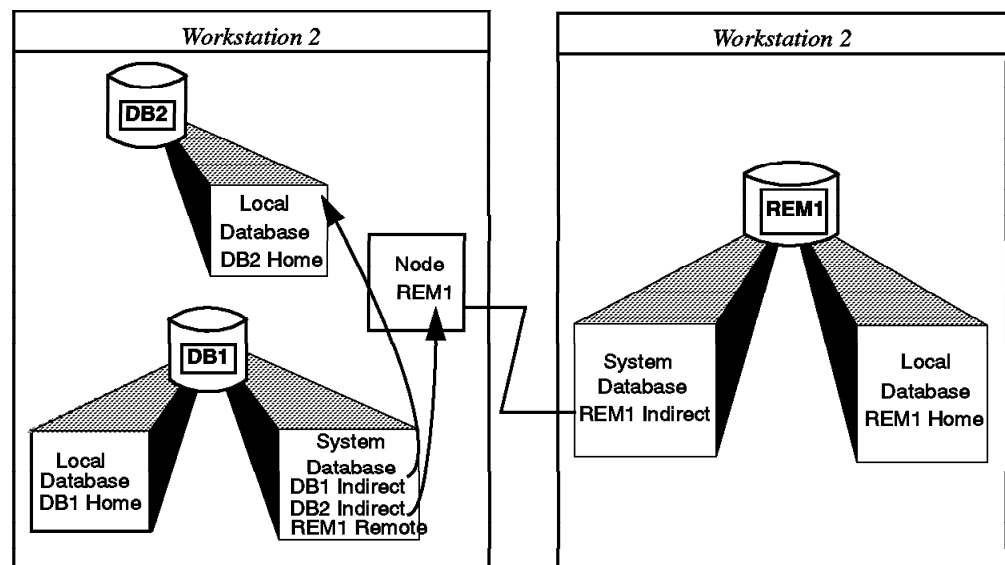 Workstation 2
DB2
Local
Database
DB2 Home
Node
REM1
DB1
Local
Database
DB1 Home
System
Database
DB1 Indirect
DB2 Indirect
REM1 Remote
Workstation 2
REM1
System
Database
REM1 Indirect
Local
Database
REM1 Home